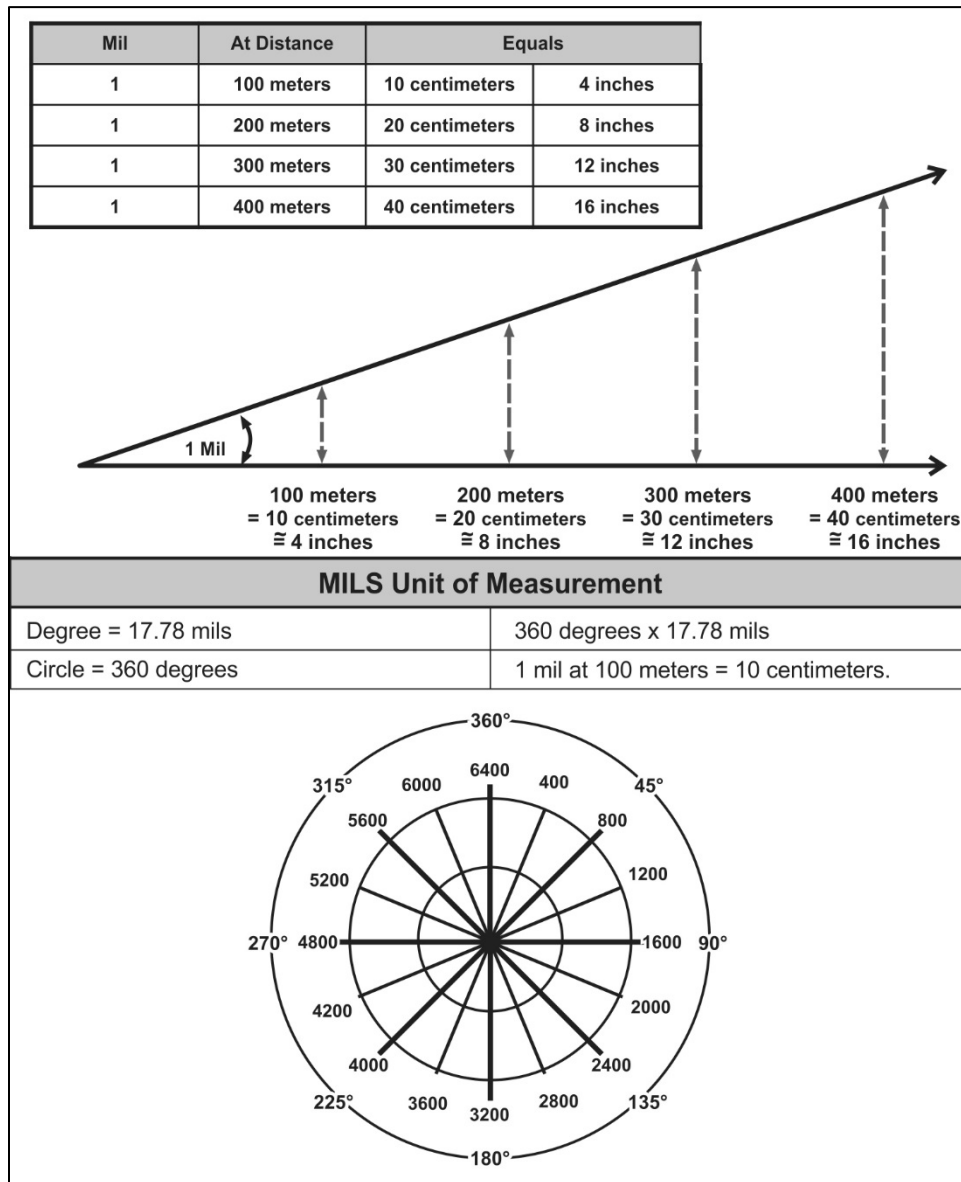 Mil At Distance Equals
1 100 meters 10 centimeters 4 inches
1 200 meters 20 centimeters 8 inches
1 300 meters 30 centimeters 12 inches
1 400 meters 40 centimeters 16 inches
1 Mil
100 meters
= 10 centimeters
≅ 4 inches
200 meters
= 20 centimeters
≅ 8 inches
300 meters
= 30 centimeters
≅ 12 inches
400 meters
= 40 centimeters
≅ 16 inches
MILS Unit of Measurement
Degree = 17.78 mils 360 degrees x 17.78 mils
Circle = 360 degrees 1 mil at 100 meters = 10 centimeters.
360°
6400
6000 400
315° 45°
5600 800
5200 1200
270° 4800 1600 90°
4200 2000
4000 2400
3600 2800
225° 135°
3200
180°